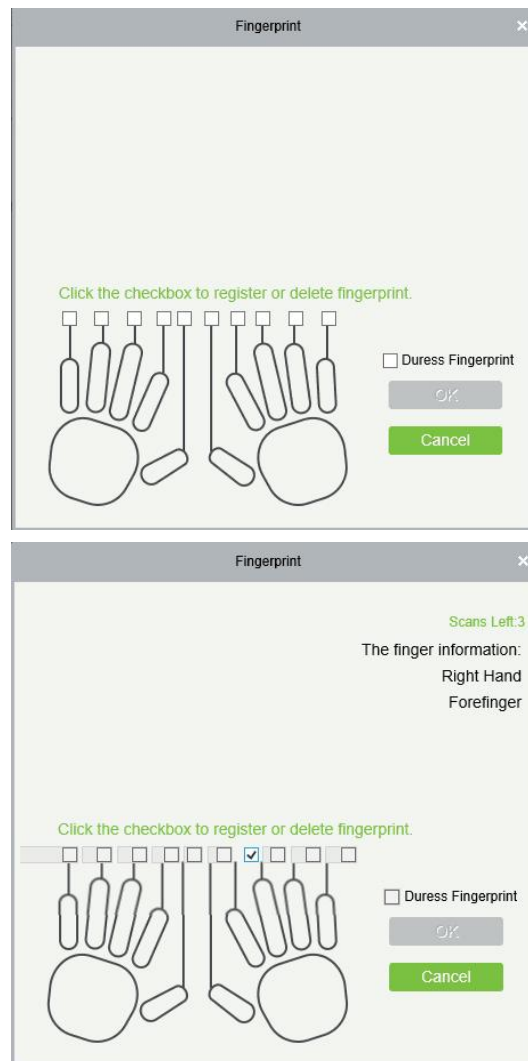 Fingerprint
Click the checkbox to register or delete fingerprint.
Duress Fingerprint
OK
Cancel
Fingerprint
Scans Left:3
The finger information:
Right Hand
Forefinger
Click the checkbox to register or delete fingerprint.
Duress Fingerprint
OK
Cancel